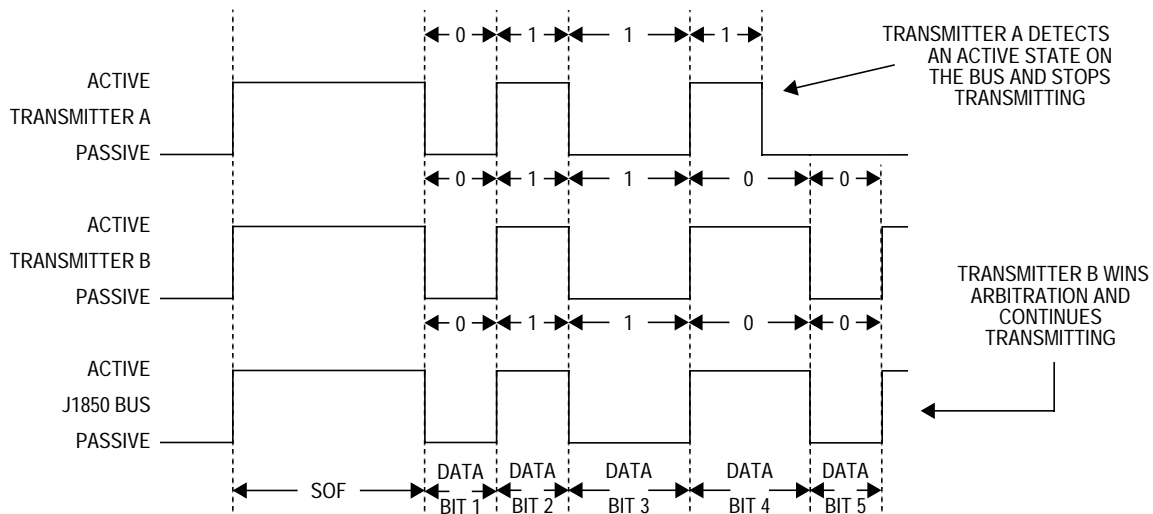 0 1 1 1
TRANSMITTER A DETECTS
AN ACTIVE STATE ON
THE BUS AND STOPS
TRANSMITTING
ACTIVE
TRANSMITTER A
PASSIVE
0 1 1 0 0
ACTIVE
TRANSMITTER B
PASSIVE
TRANSMITTER B WINS
ARBITRATION AND
CONTINUES
TRANSMITTING
0 1 1 0 0
ACTIVE
J1850 BUS
PASSIVE
SOF
DATA
BIT 1
DATA
BIT 2
DATA
BIT 3
DATA
BIT 4
DATA
BIT 5